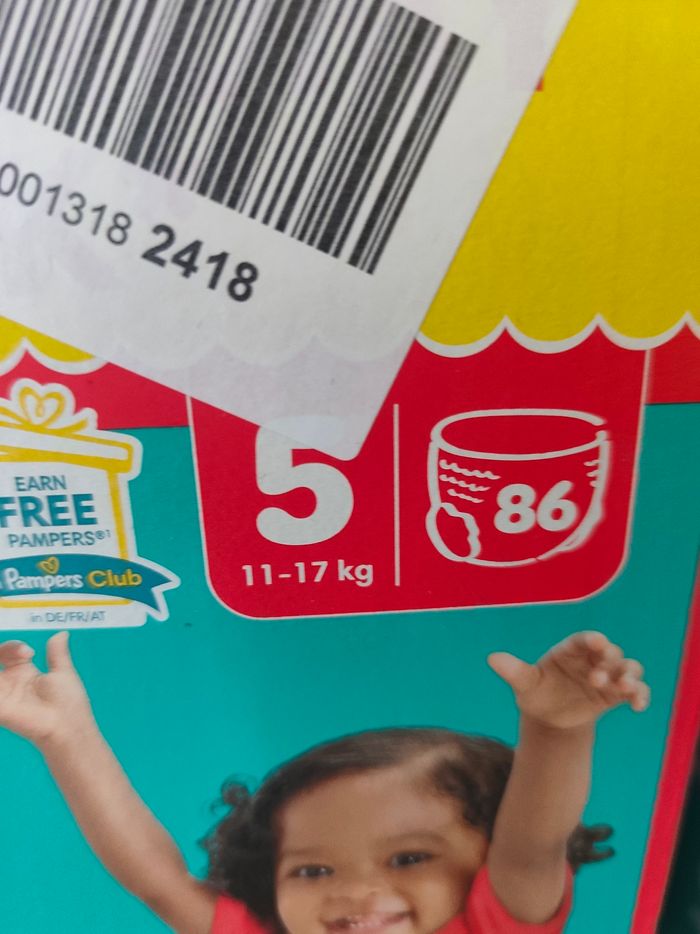 001318 2418
5
11-17 kg
86
EARN
FREE
PAMPERS®¹
Pampers Club
in DE/FR/AT